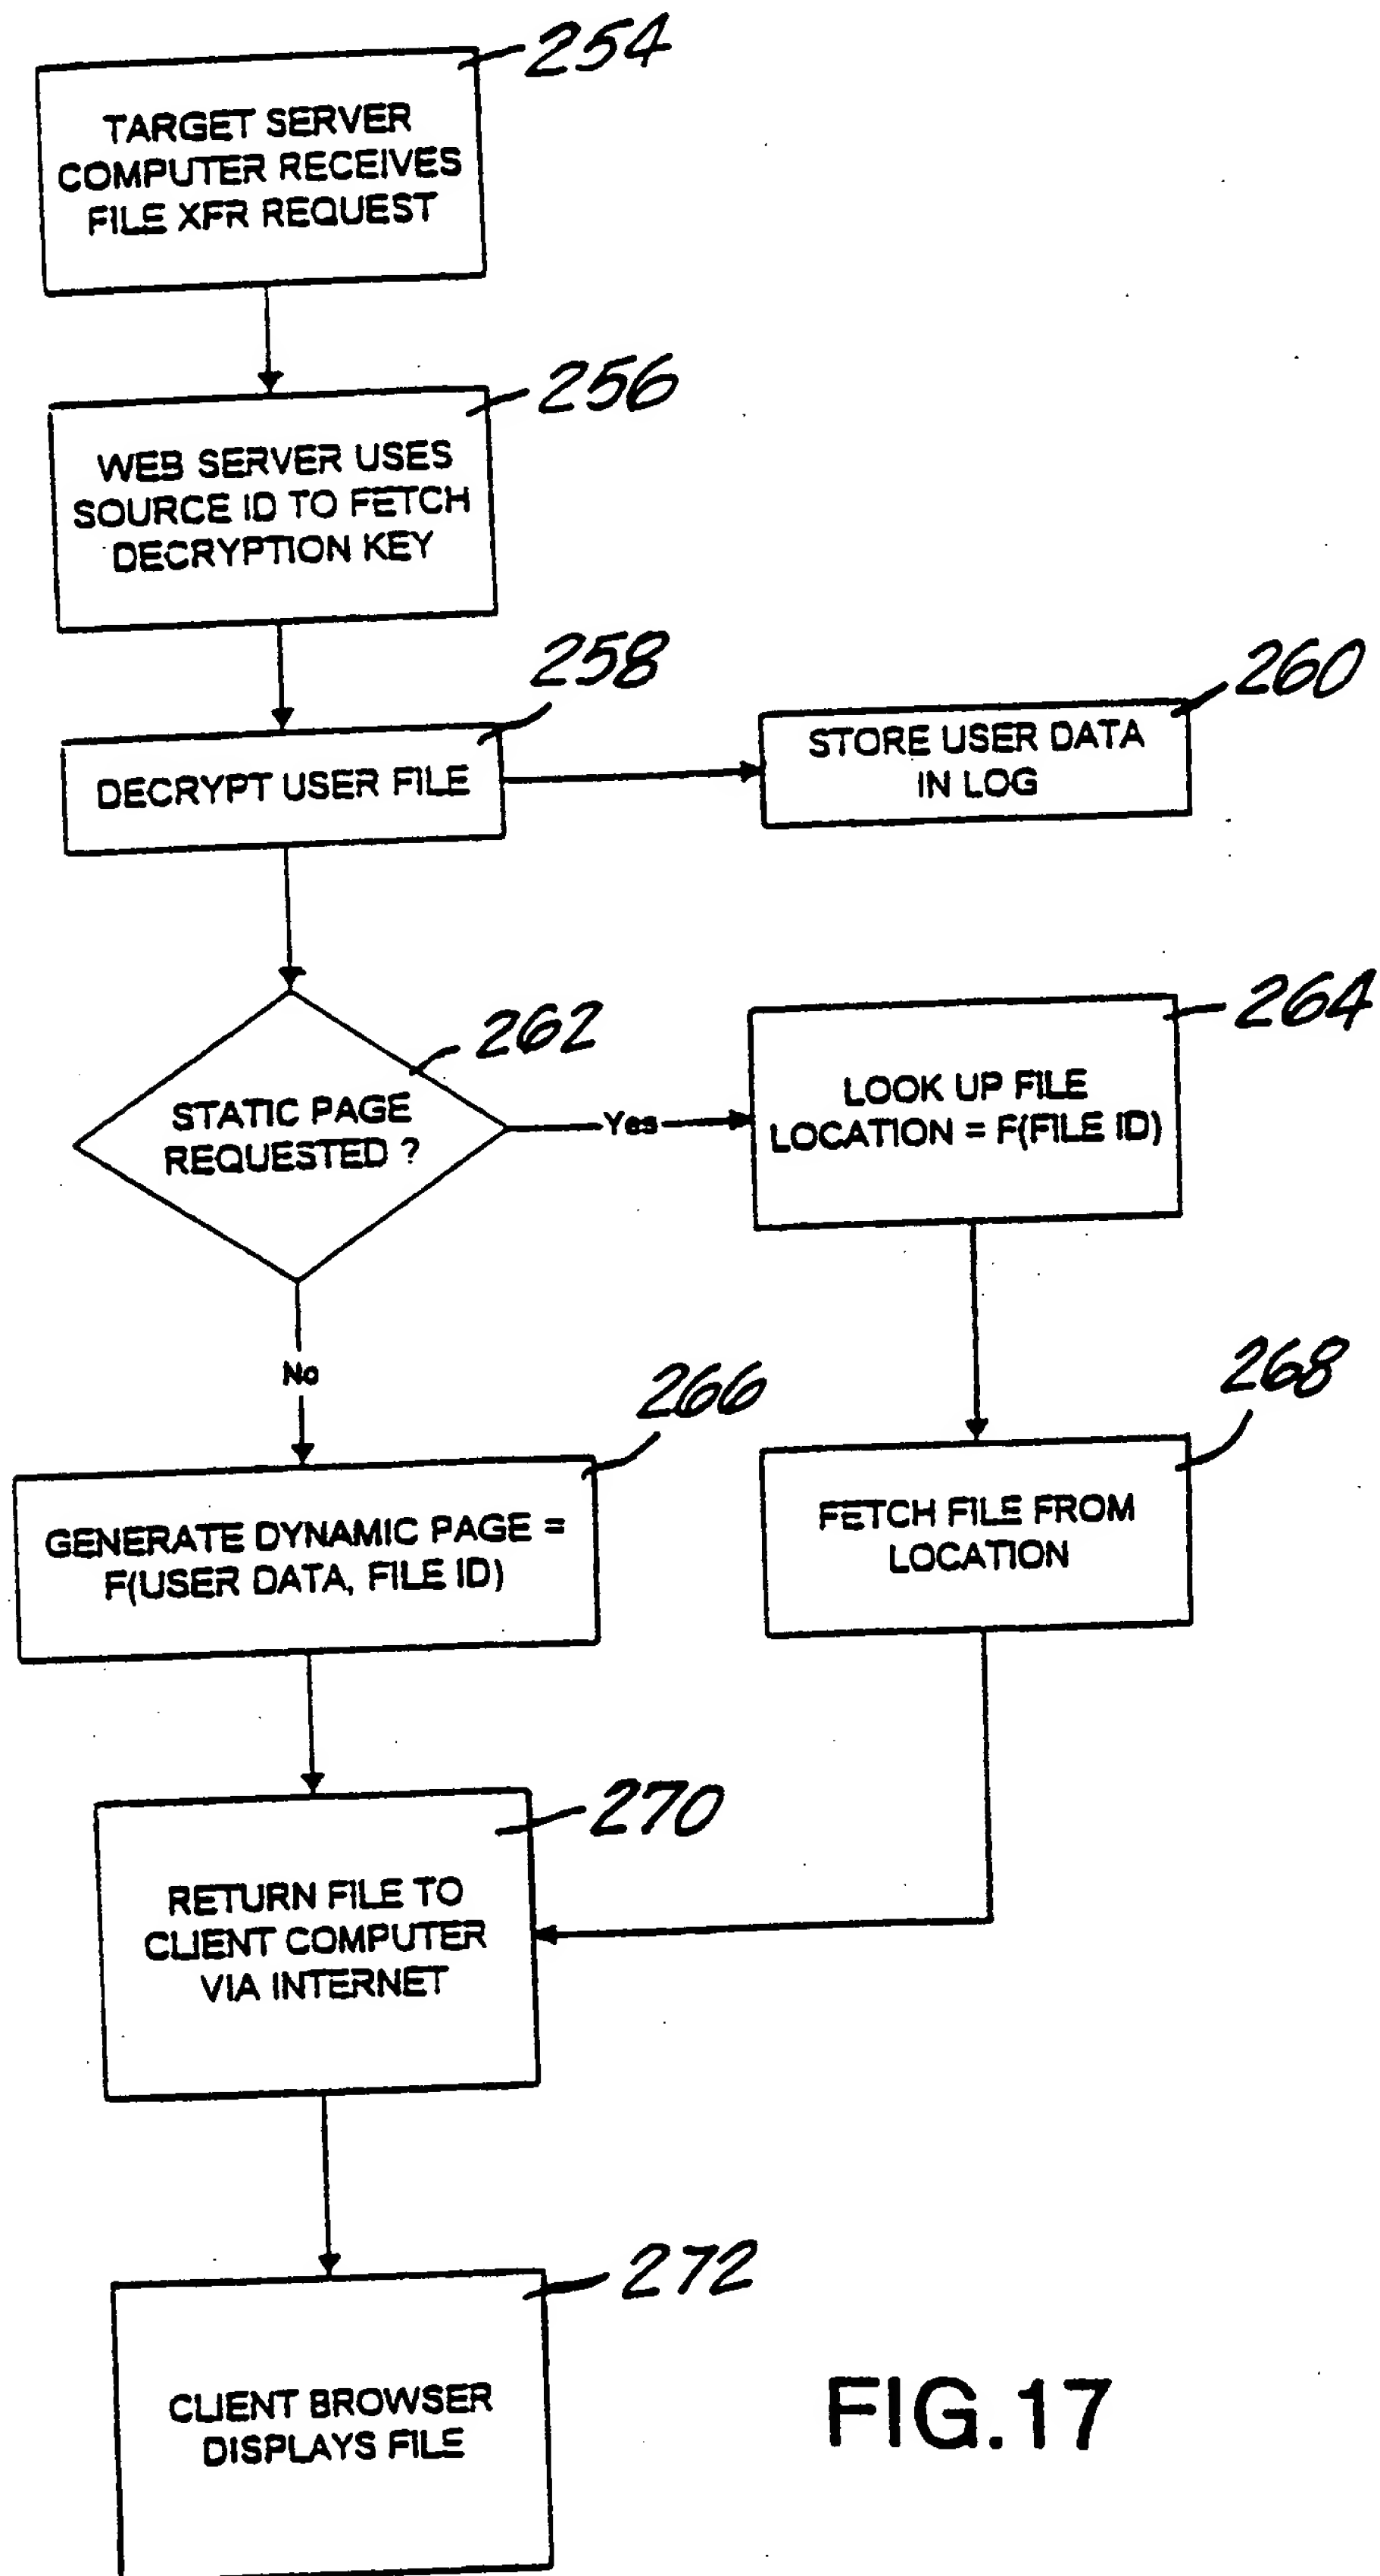 254
TARGET SERVER
COMPUTER RECEIVES
FILE XFR REQUEST
256
WEB SERVER USES
SOURCE ID TO FETCH
DECRYPTION KEY
258
DECRYPT USER FILE
260
STORE USER DATA
IN LOG
262
STATIC PAGE
REQUESTED ?
Yes
264
LOOK UP FILE
LOCATION = F(FILE ID)
No
266
GENERATE DYNAMIC PAGE =
F(USER DATA, FILE ID)
268
FETCH FILE FROM
LOCATION
270
RETURN FILE TO
CLIENT COMPUTER
VIA INTERNET
272
CLIENT BROWSER
DISPLAYS FILE
FIG.17